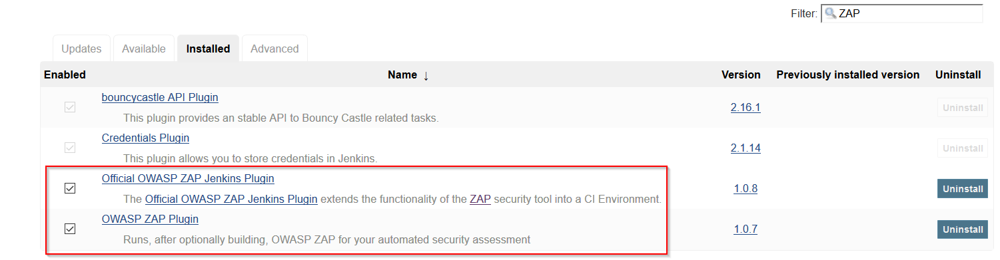 Filter: ZAP
Updates Available Installed Advanced
Enabled Name ↓ Version Previously installed version Uninstall
bouncycastle API Plugin 2.16.1 Uninstall
This plugin provides an stable API to Bouncy Castle related tasks.
Credentials Plugin 2.1.14 Uninstall
This plugin allows you to store credentials in Jenkins.
Official OWASP ZAP Jenkins Plugin 1.0.8 Uninstall
The Official OWASP ZAP Jenkins Plugin extends the functionality of the ZAP security tool into a CI Environment.
OWASP ZAP Plugin 1.0.7 Uninstall
Runs, after optionally building, OWASP ZAP for your automated security assessment